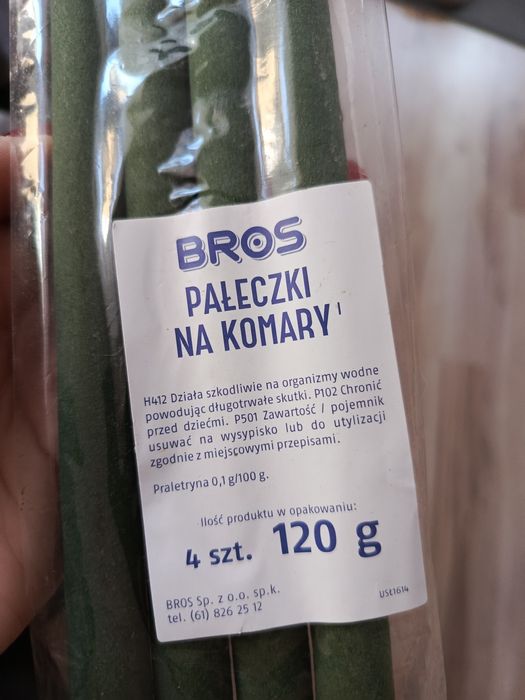 BROS
PAŁECZKI
NA KOMARY
H412 Działa szkodliwie na organizmy wodne
powodując długotrwałe skutki. P102 Chronić
przed dziećmi. P501 Zawartość / pojemnik
usuwać na wysypisko lub do utylizacji
zgodnie z miejscowymi przepisami.
Praletryna 0,1 g/100 g.
Ilość produktu w opakowaniu:
4 szt. 120 g
BROS Sp. z o.o. sp.k.
tel. (61) 826 25 12
USt1614